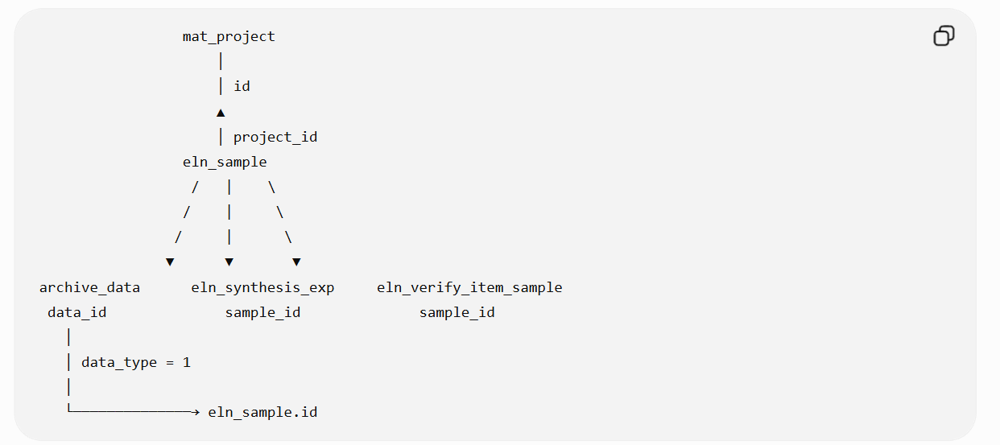 mat_project
│
│ id
▲
│ project_id
eln_sample
/ | \
/ | \
/ | \
▼ ▼ ▼
archive_data eln_synthesis_exp eln_verify_item_sample
data_id sample_id sample_id
│
│ data_type = 1
│
└──────────────→ eln_sample.id